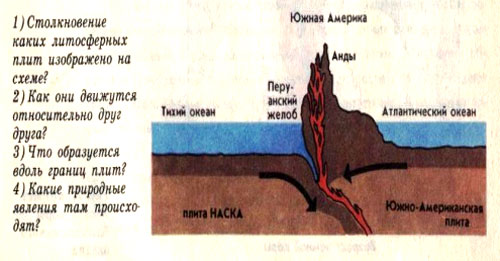 1) Столкновение
каких литосферных
плит изображено на
схеме?
2) Как они движутся
относительно друг
друга?
3) Что образуется
вдоль границ плит?
4) Какие природные
явления там происхо-
дят?
Южная Америка
Анды
Перу-
анский
желоб
Тихий океан
Атлантический океан
плита НАСКА
Южно-Американская
плита